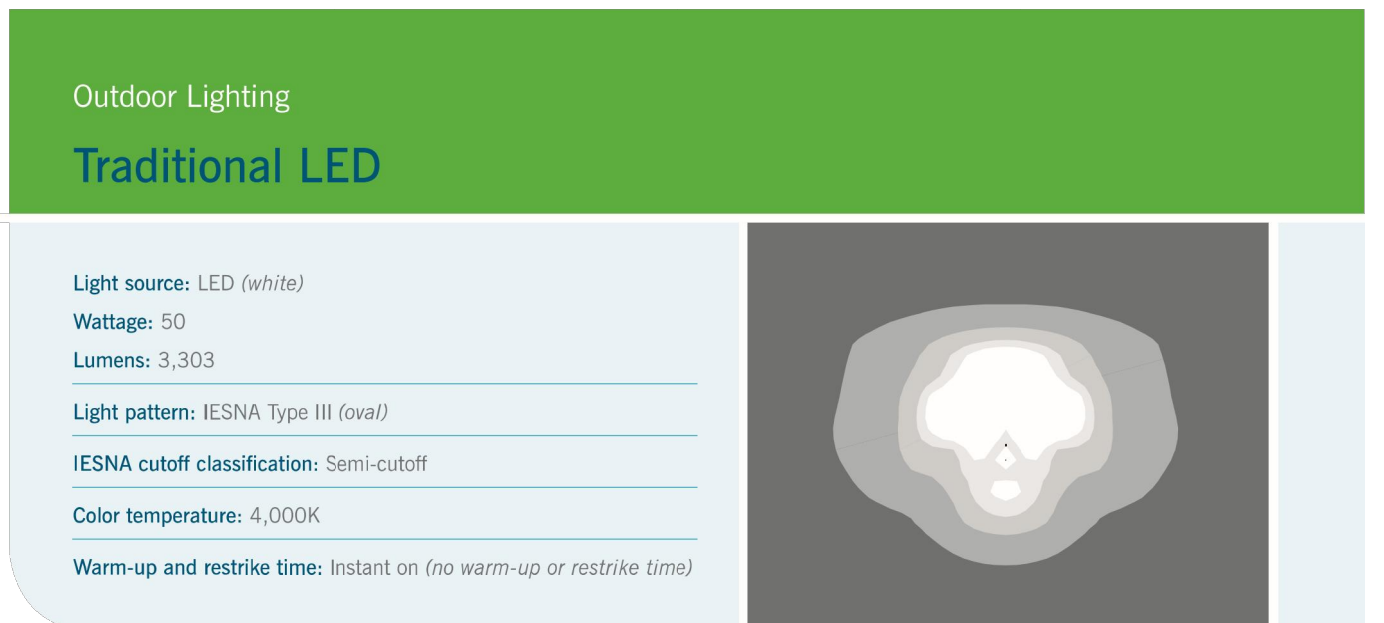 Outdoor Lighting
Traditional LED
Light source: LED (white)
Wattage: 50
Lumens: 3,303
Light pattern: IESNA Type III (oval)
IESNA cutoff classification: Semi-cutoff
Color temperature: 4,000K
Warm-up and restrike time: Instant on (no warm-up or restrike time)